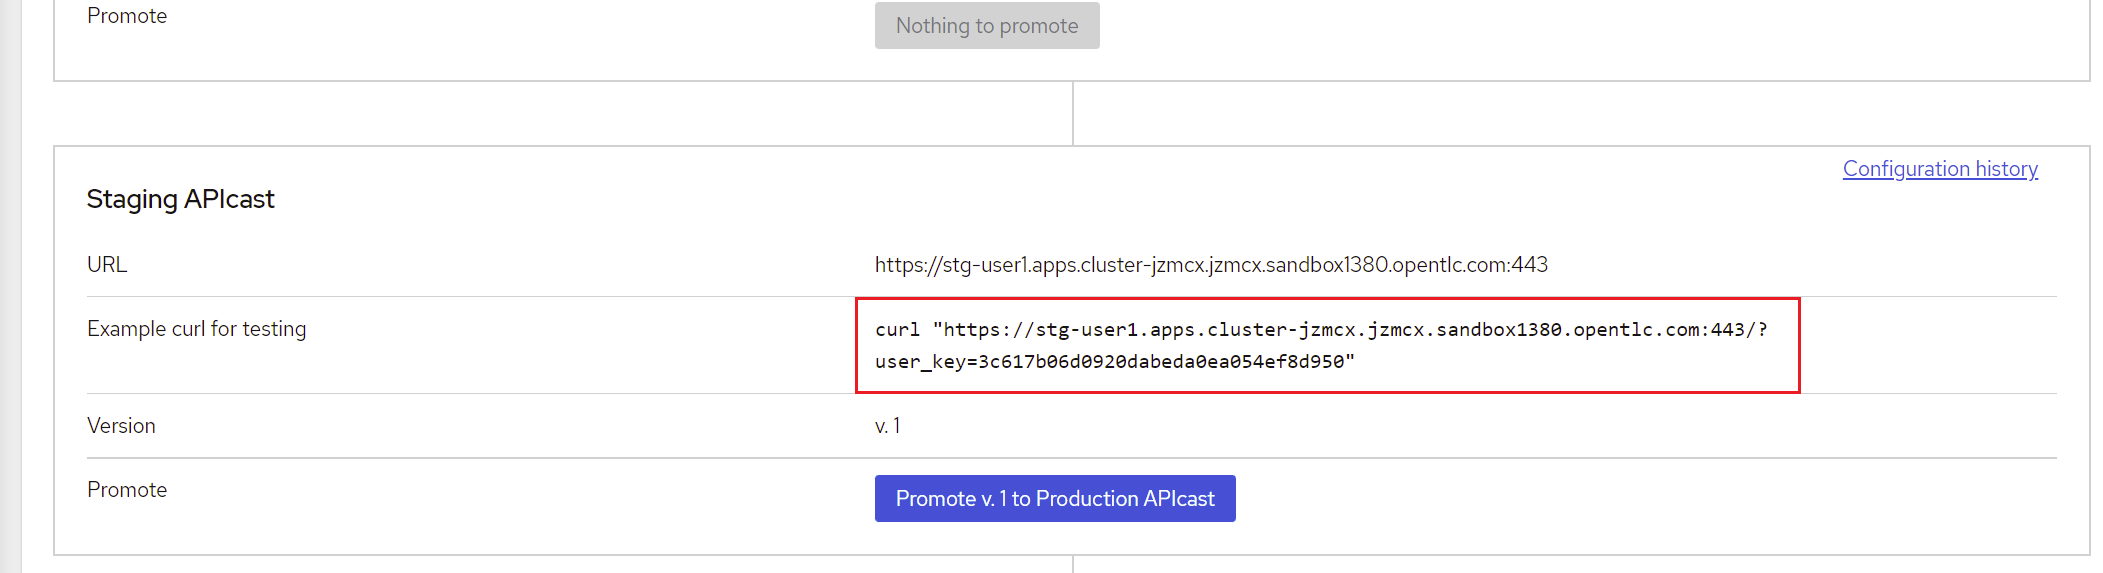 Promote
Nothing to promote
Configuration history
Staging APIcast
URL
https://stg-user1.apps.cluster-jzmcx.jzmcx.sandbox1380.opentlc.com:443
Example curl for testing
curl "https://stg-user1.apps.cluster-jzmcx.jzmcx.sandbox1380.opentlc.com:443/?
user_key=3c617b06d0920dabeda0ea054ef8d950"
Version
v. 1
Promote
Promote v. 1 to Production APIcast